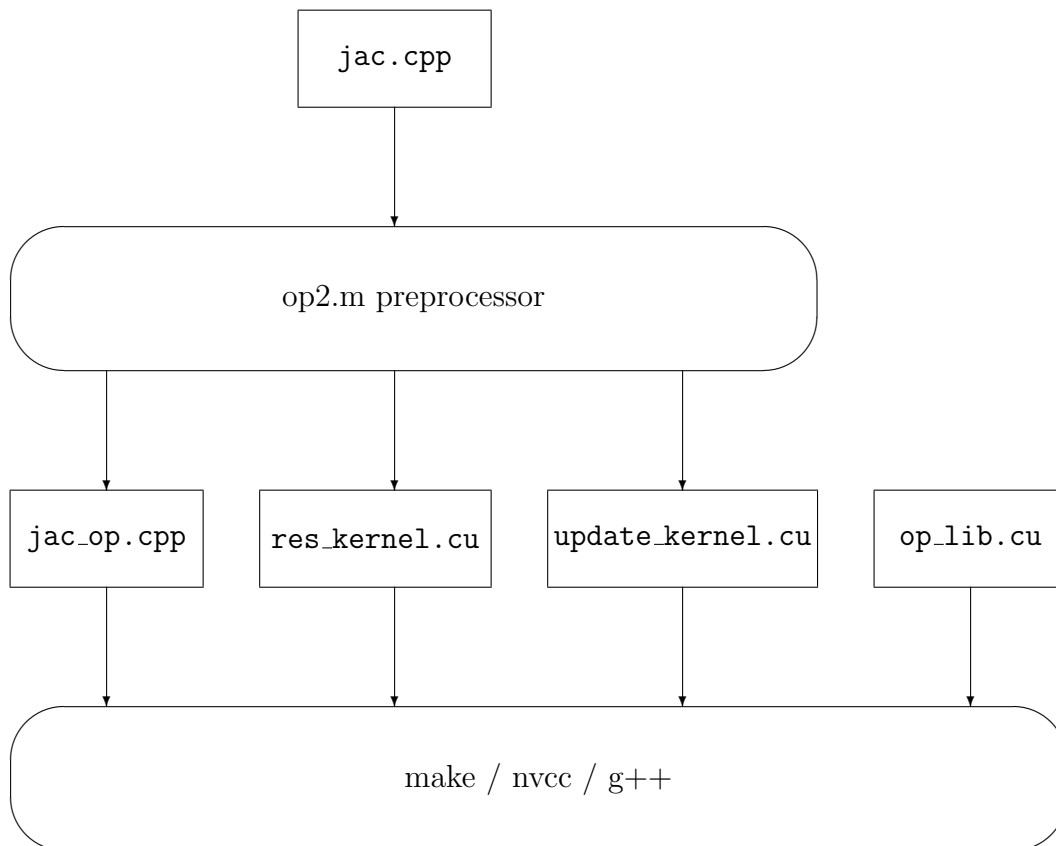 jac.cpp
op2.m preprocessor
jac_op.cpp
res_kernel.cu
update_kernel.cu
op_lib.cu
make / nvcc / g++